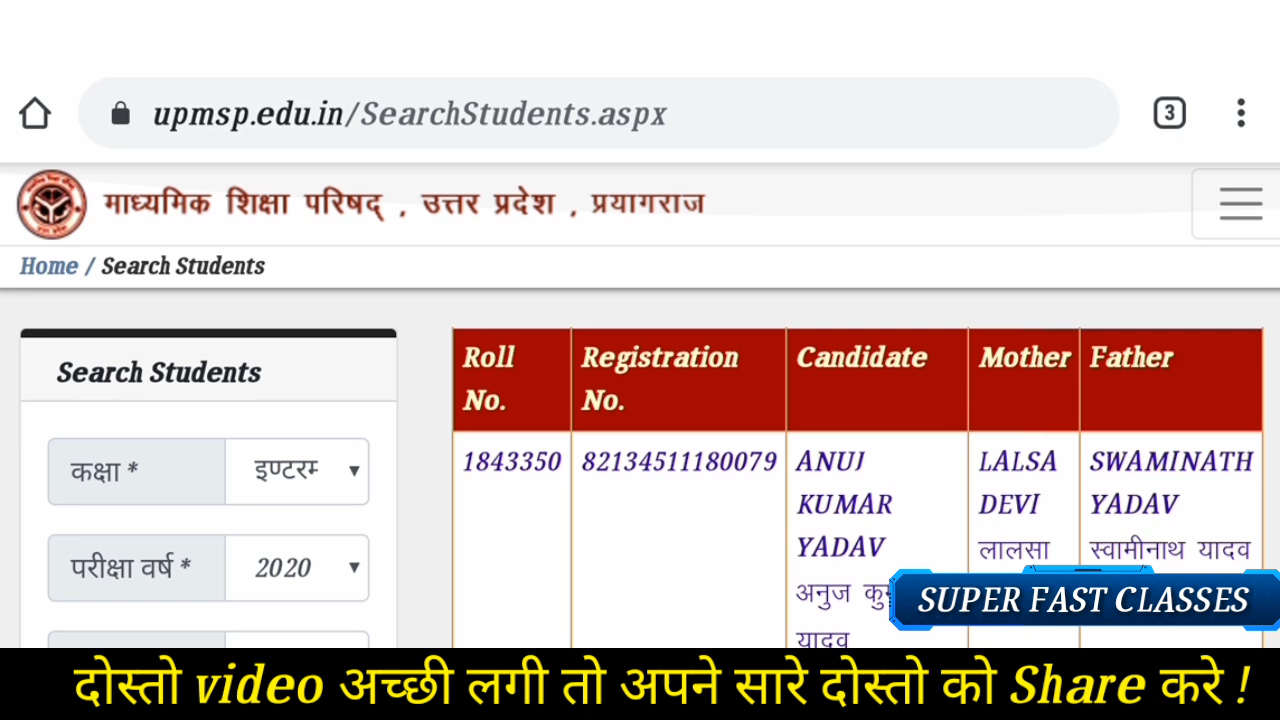 upmsp.edu.in/SearchStudents.aspx
3
माध्यमिक शिक्षा परिषद् , उत्तर प्रदेश , प्रयागराज
Home / Search Students
Search Students
कक्षा * इण्टरम
परीक्षा वर्ष * 2020
Roll No.
Registration No.
Candidate
Mother
Father
1843350
82134511180079
ANUJ
KUMAR
YADAV
अनुज
यादव
LALSA
DEVI
लालसा
SWAMINATH
YADAV
स्वामीनाथ यादव
SUPER FAST CLASSES
दोस्तो video अच्छी लगी तो अपने सारे दोस्तो को Share करे !